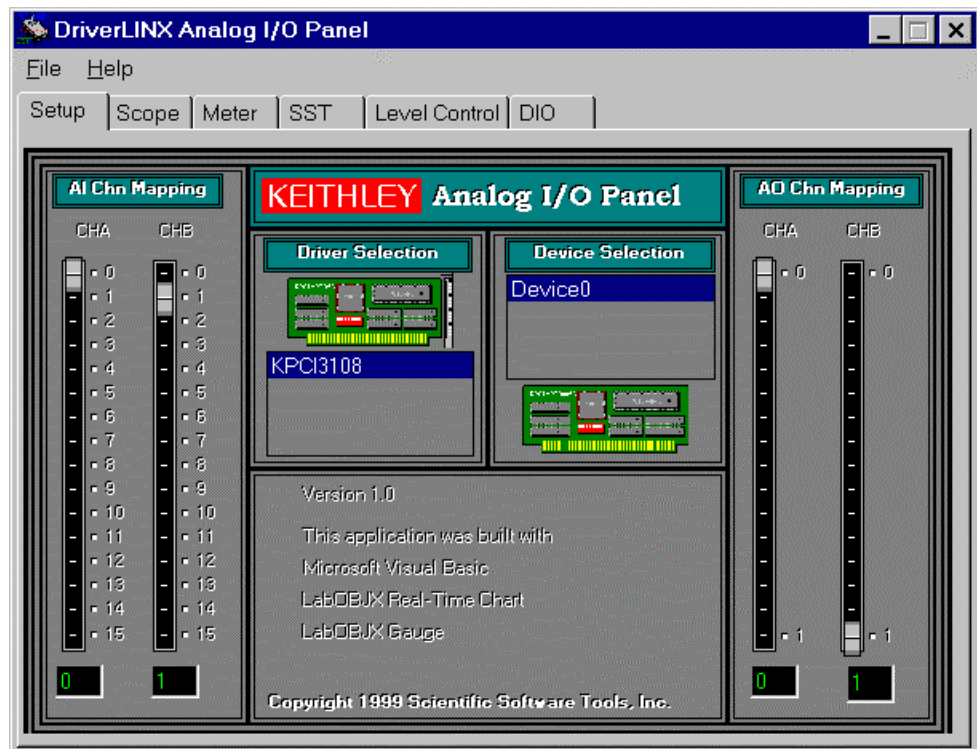 DriverLINX Analog I/O Panel
File Help
Setup Scope Meter SST Level Control DIO
AI Chn Mapping
CHA CHB
0 0
1 1
2 2
3 3
4 4
5 5
6 6
7 7
8 8
9 9
10 10
11 11
12 12
13 13
14 14
15 15
0 1
KEITHLEY Analog I/O Panel
Driver Selection
KPCI3108
Device Selection
Device0
Version 1.0
This application was built with
Microsoft Visual Basic
LabOBJX Real-Time Chart
LabOBJX Gauge
Copyright 1999 Scientific Software Tools, Inc.
AO Chn Mapping
CHA CHB
0 0
1 1
0 1